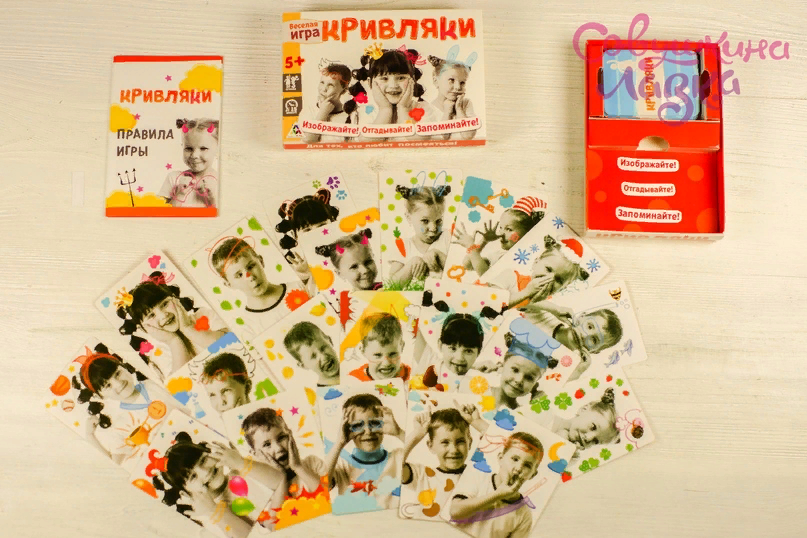 КРИВЛЯКИ
ПРАВИЛА
ИГРЫ
Веселая
игра
КРИВЛЯКИ
5+
Изображайте! Отгадывайте! Запоминайте!
Для тех, кто любит посмеяться!
Совушкина
Лавка
КРИВЛЯКИ
Изображайте!
Отгадывайте!
Запоминайте!